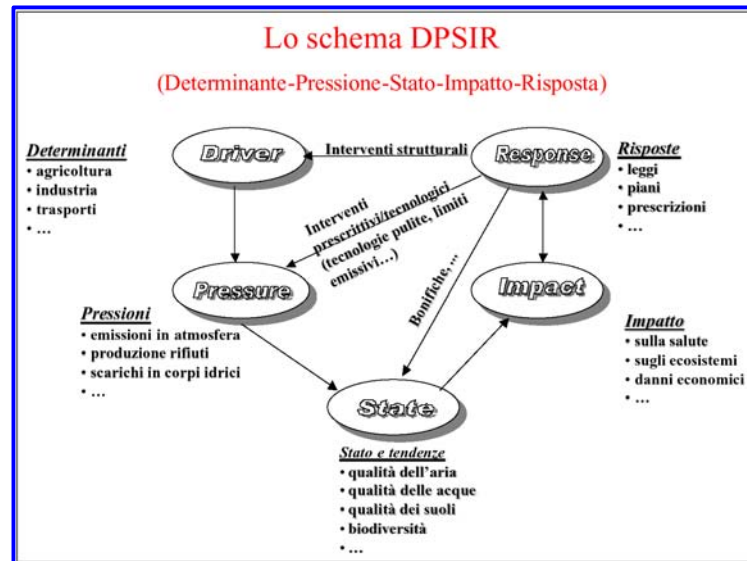 Lo schema DPSIR
(Determinante-Pressione-Stato-Impatto-Risposta)
Determinanti
• agricoltura
• industria
• trasporti
• …
Driver
Interventi strutturali
Response
Risposte
• leggi
• piani
• prescrizioni
• …
Interventi
prescrittivi/tecnologici
(tecnologie pulite, limiti
emissivi…)
Bonifiche, ...
Pressure
Impact
Pressioni
• emissioni in atmosfera
• produzione rifiuti
• scarichi in corpi idrici
• …
Impatto
• sulla salute
• sugli ecosistemi
• danni economici
• …
State
Stato e tendenze
• qualità dell'aria
• qualità delle acque
• qualità dei suoli
• biodiversità
• …